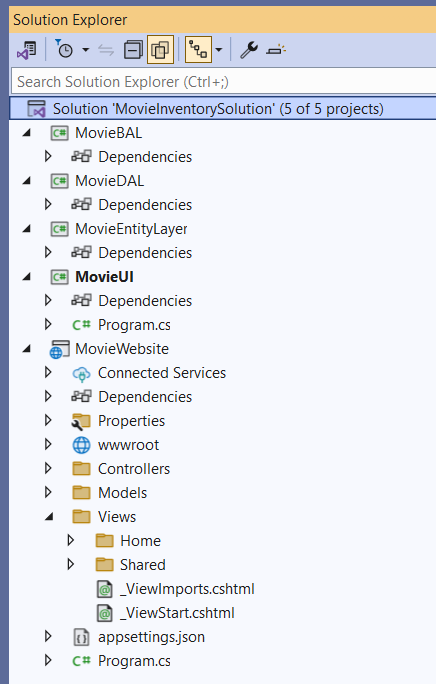 Solution Explorer
Search Solution Explorer (Ctrl+;)
Solution 'MovieInventorySolution' (5 of 5 projects)
C# MovieBAL
Dependencies
C# MovieDAL
Dependencies
C# MovieEntityLayer
Dependencies
C# MovieUI
Dependencies
C# Program.cs
MovieWebsite
Connected Services
Dependencies
Properties
wwwroot
Controllers
Models
Views
Home
Shared
@ _ViewImports.cshtml
@ _ViewStart.cshtml
{} appsettings.json
C# Program.cs